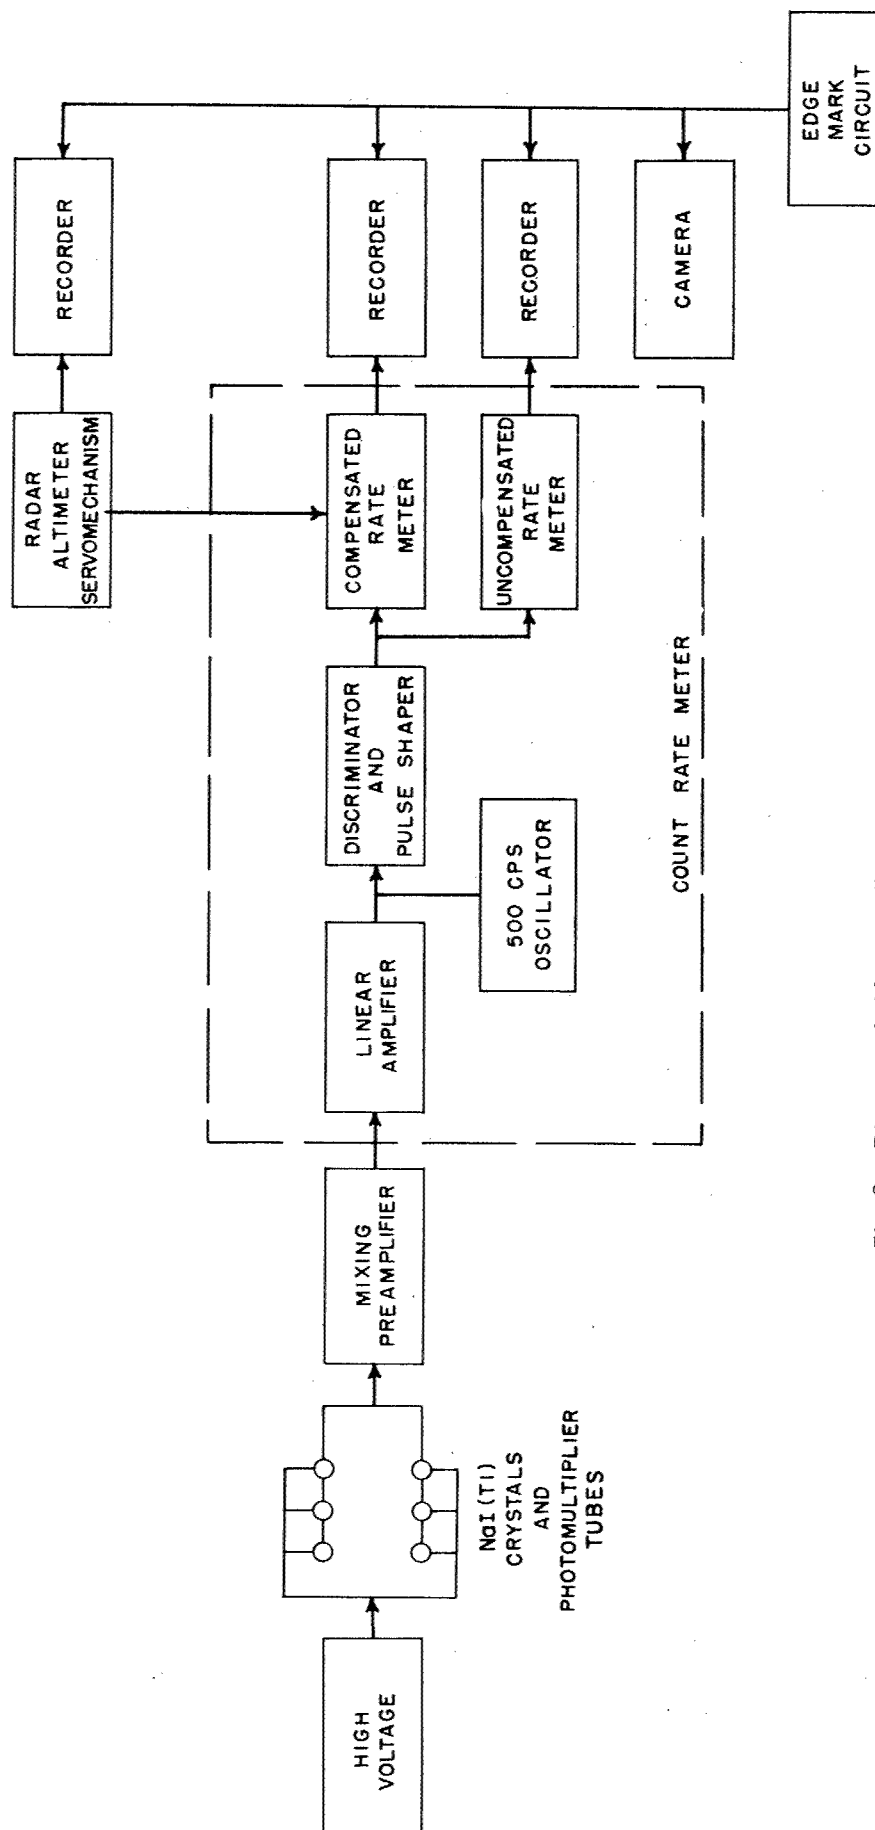 RADAR
ALTIMETER
SERVOMECHANISM
RECORDER
HIGH
VOLTAGE
NaI(Tl)
CRYSTALS
AND
PHOTOMULTIPLIER
TUBES
MIXING
PREAMPLIFIER
LINEAR
AMPLIFIER
DISCRIMINATOR
AND
PULSE SHAPER
COMPENSATED
RATE
METER
RECORDER
500 CPS
OSCILLATOR
UNCOMPENSATED
RATE
METER
RECORDER
COUNT RATE METER
CAMERA
EDGE
MARK
CIRCUIT